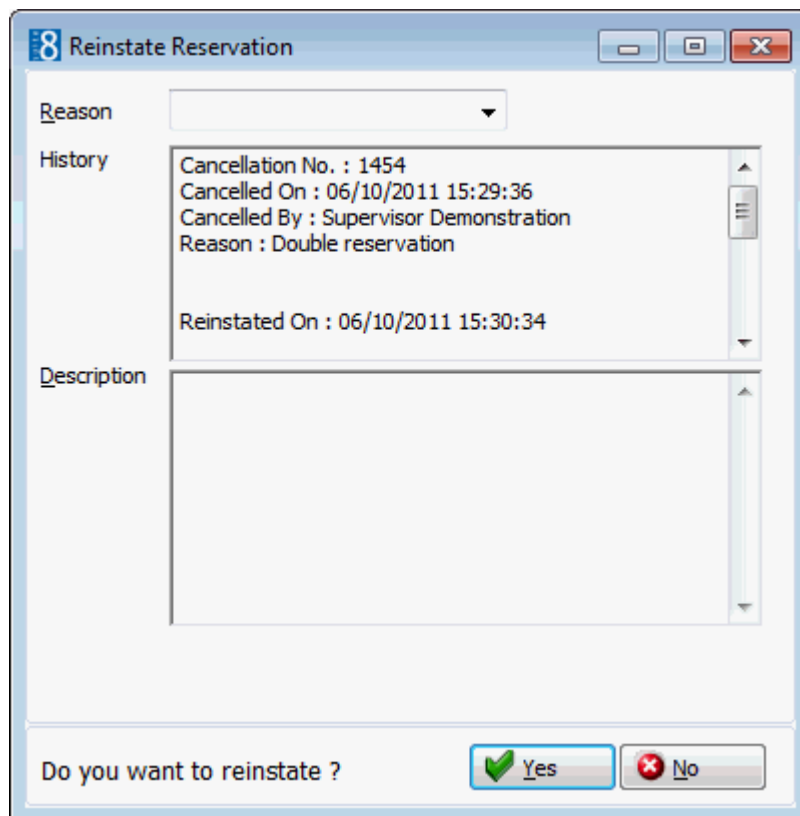 8 Reinstate Reservation
Reason
History
Cancellation No. : 1454
Cancelled On : 06/10/2011 15:29:36
Cancelled By : Supervisor Demonstration
Reason : Double reservation
Reinstated On : 06/10/2011 15:30:34
Description
Do you want to reinstate ?
Yes
No